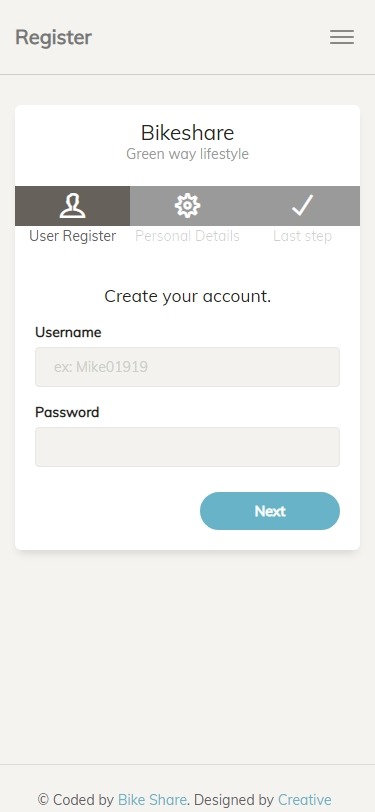 Register
Bikeshare
Green way lifestyle
User Register
Personal Details
Last step
Create your account.
Username
ex: Mike01919
Password
Next
© Coded by Bike Share. Designed by Creative